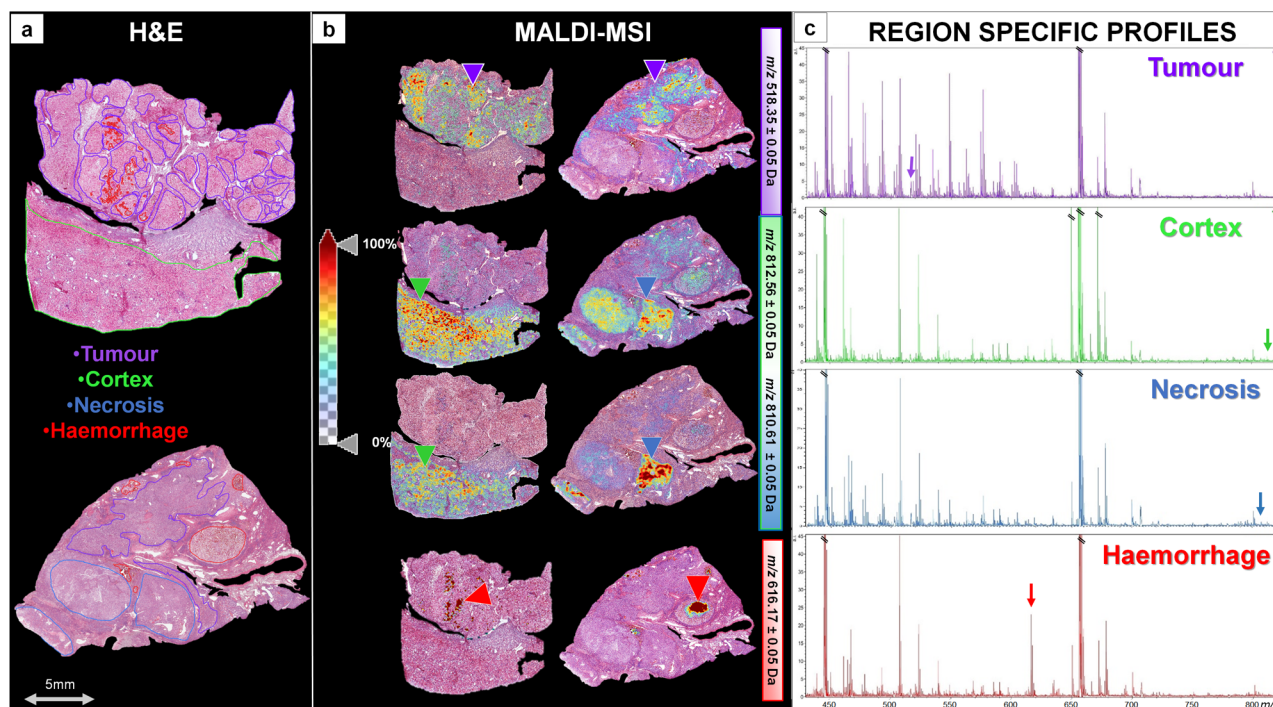 a
H&E
•Tumour
•Cortex
•Necrosis
•Haemorrhage
5mm
b
MALDI-MSI
100%
0%
m/z 518.35 ± 0.05 Da
m/z 812.56 ± 0.05 Da
m/z 810.61 ± 0.05 Da
m/z 616.17 ± 0.05 Da
c
REGION SPECIFIC PROFILES
Tumour
Cortex
Necrosis
Haemorrhage
450 500 550 600 650 700 750 800 m/